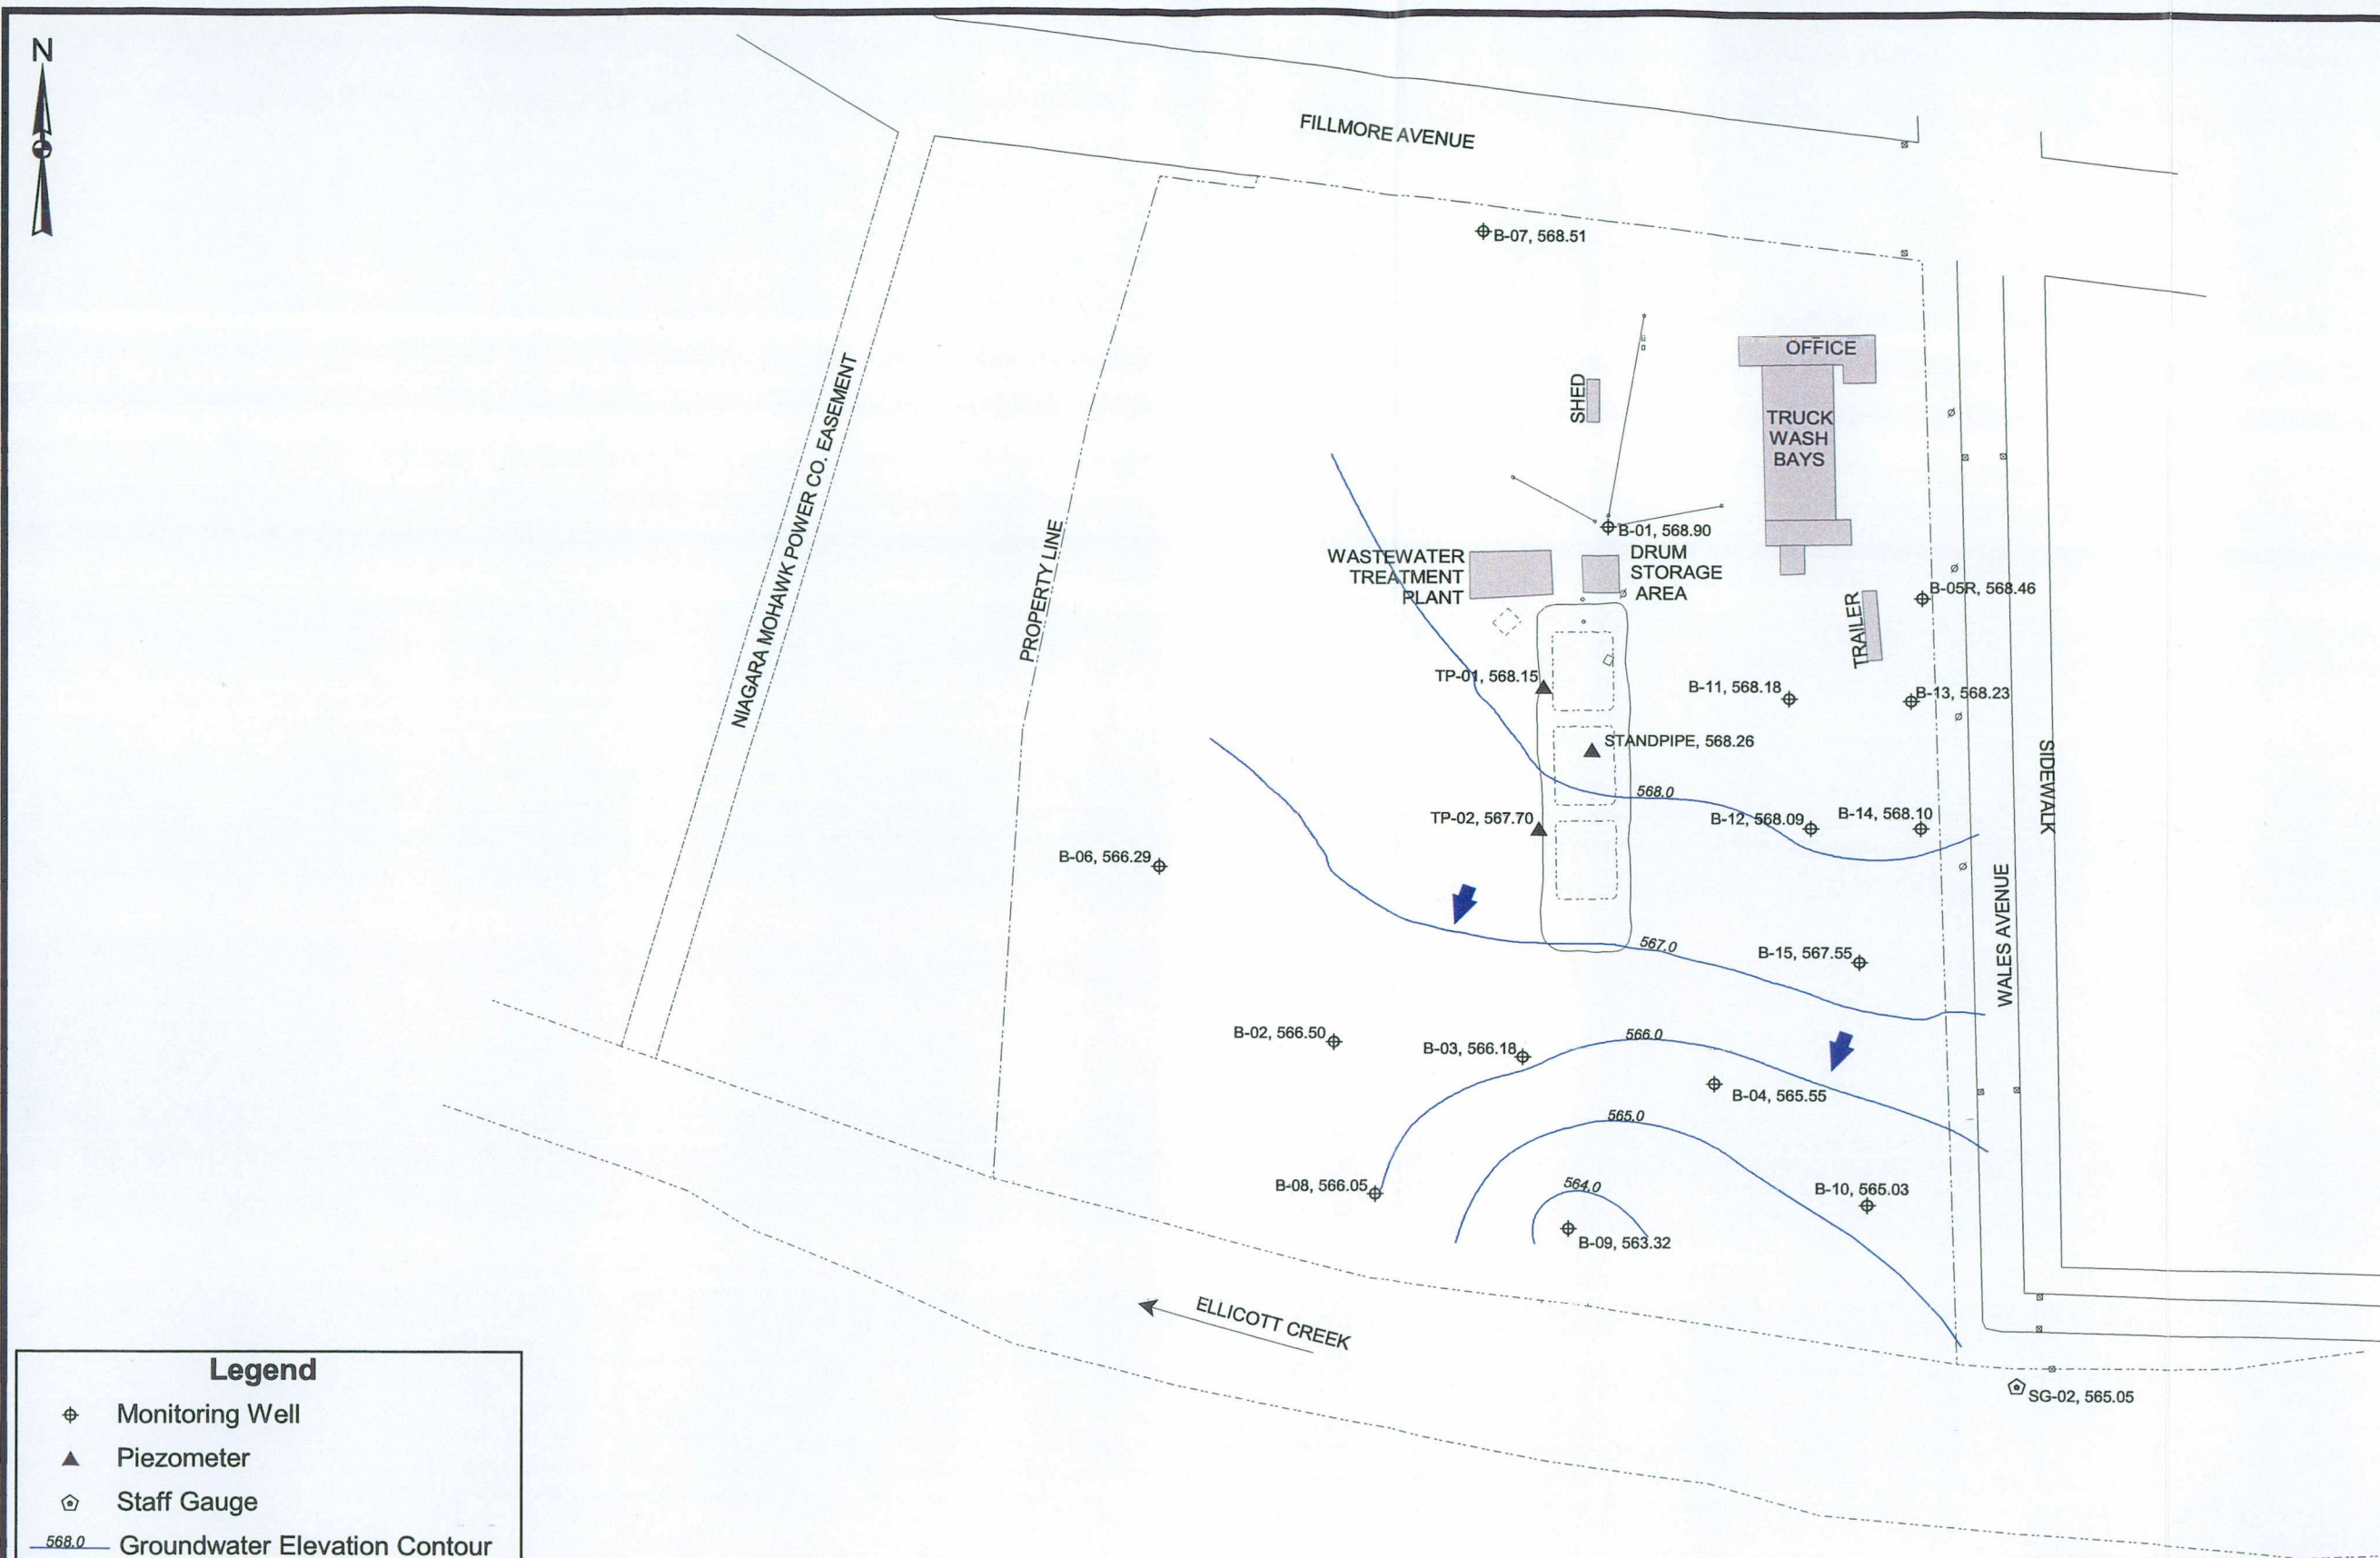 N
FILLMORE AVENUE
B-07, 568.51
OFFICE
SHED
TRUCK
WASH
BAYS
NIAGARA MOHAWK POWER CO. EASEMENT
PROPERTY LINE
B-01, 568.90
WASTEWATER
TREATMENT
PLANT
DRUM
STORAGE
AREA
B-05R, 568.46
TRAILER
TP-01, 568.15
B-11, 568.18
B-13, 568.23
STANDPIPE, 568.26
SIDEWALK
568.0
TP-02, 567.70
B-12, 568.09
B-14, 568.10
B-06, 566.29
WALES AVENUE
567.0
B-15, 567.55
B-02, 566.50
B-03, 566.18
566.0
B-04, 565.55
565.0
B-08, 566.05
564.0
B-10, 565.03
B-09, 563.32
ELLICOTT CREEK
SG-02, 565.05
Legend
Monitoring Well
Piezometer
Staff Gauge
568.0 Groundwater Elevation Contour